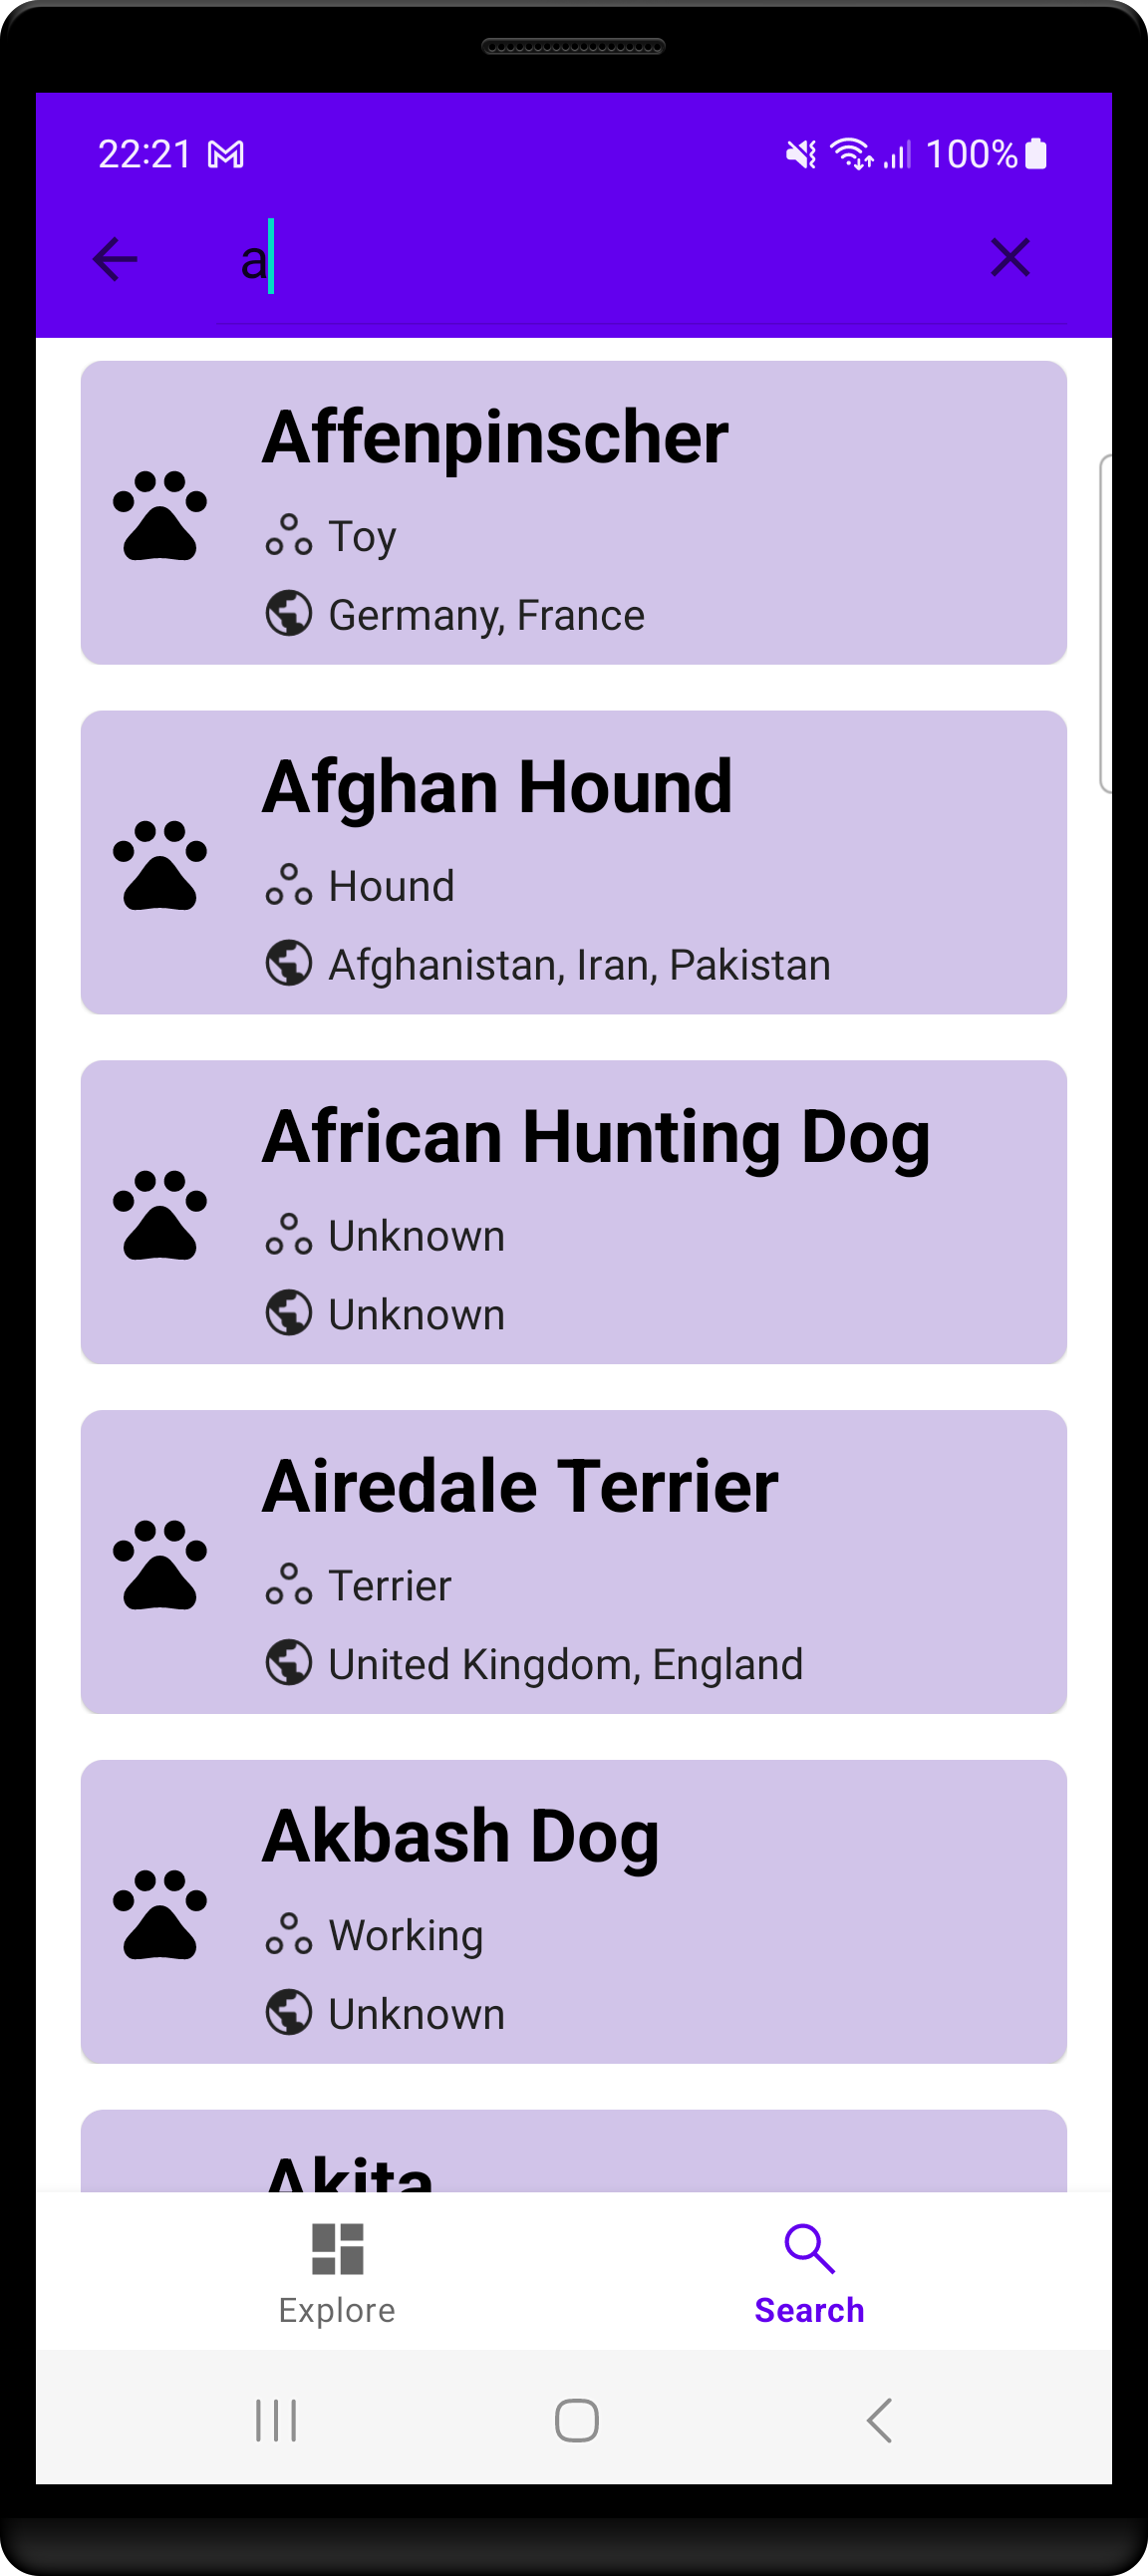 22:21 100%
a
Affenpinscher
Toy
Germany, France
Afghan Hound
Hound
Afghanistan, Iran, Pakistan
African Hunting Dog
Unknown
Unknown
Airedale Terrier
Terrier
United Kingdom, England
Akbash Dog
Working
Unknown
Akita
Explore Search